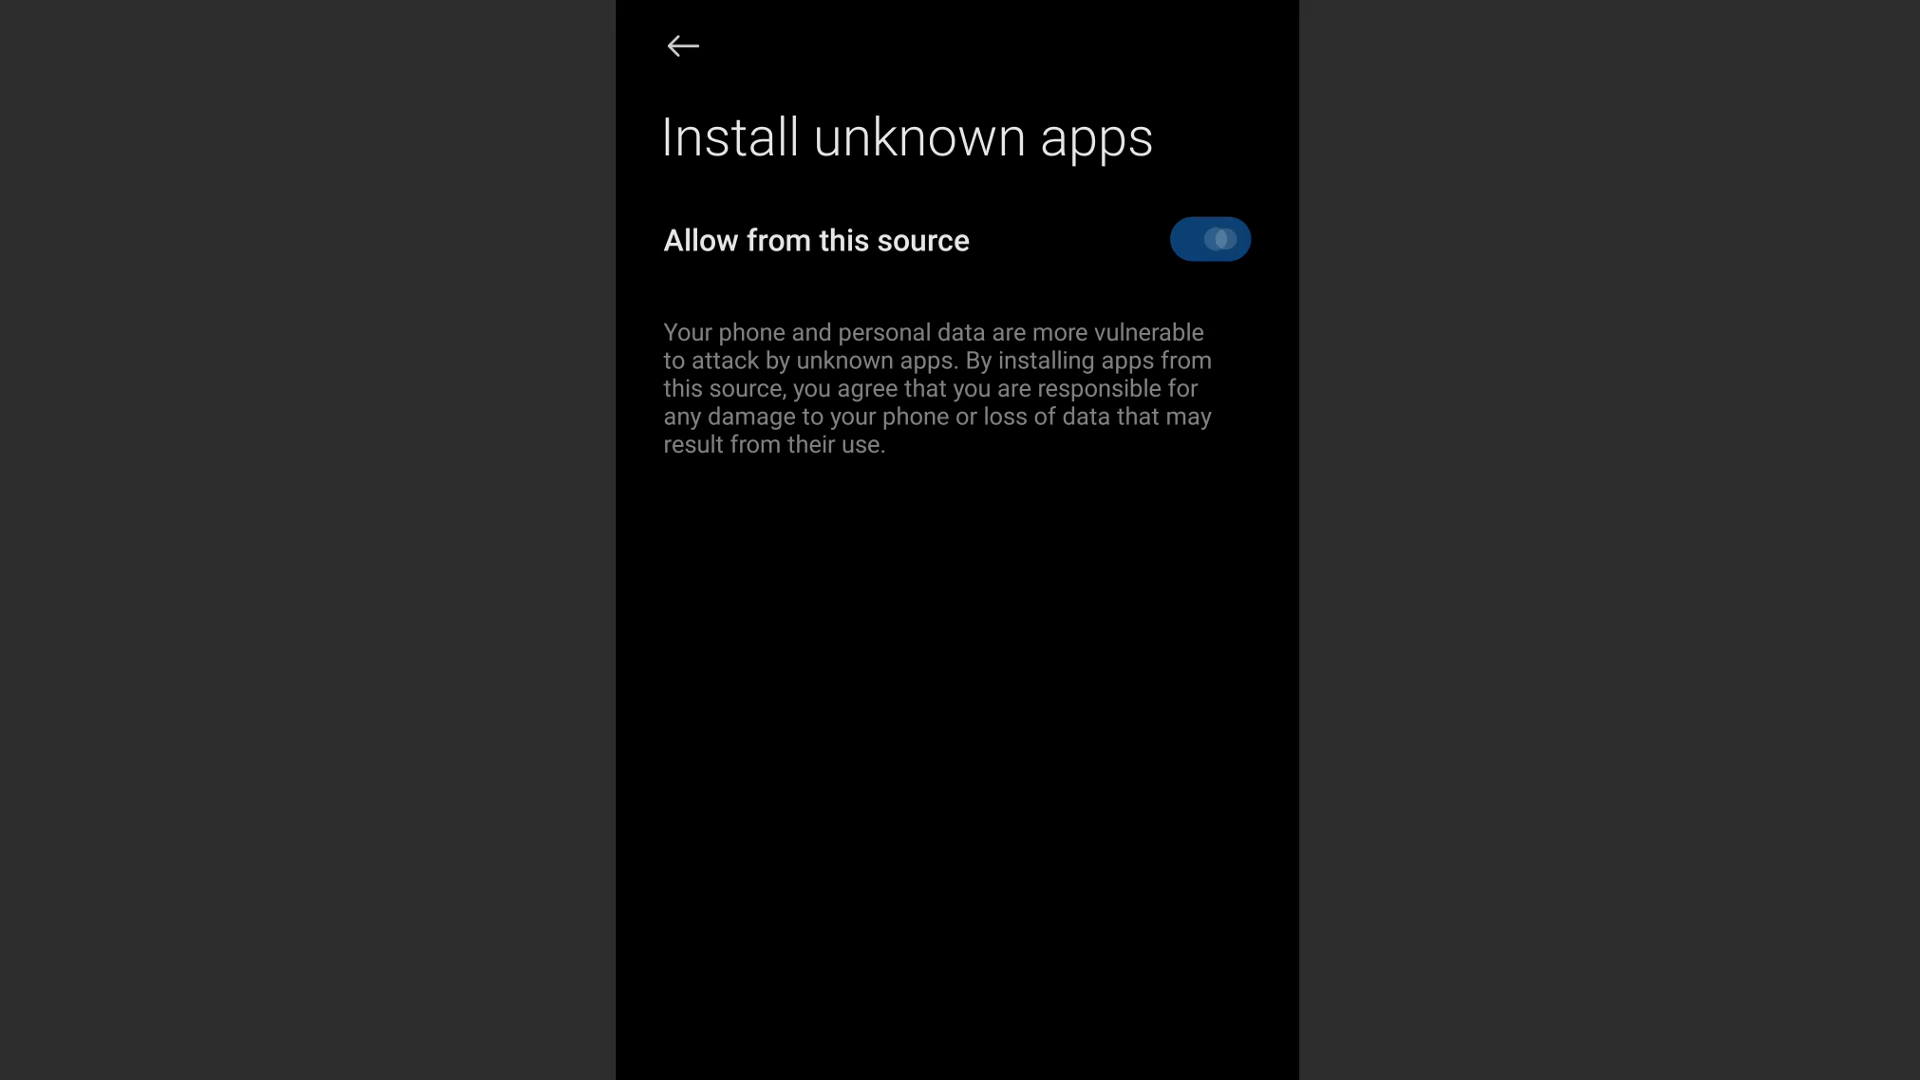 Install unknown apps
Allow from this source
Your phone and personal data are more vulnerable
to attack by unknown apps. By installing apps from
this source, you agree that you are responsible for
any damage to your phone or loss of data that may
result from their use.